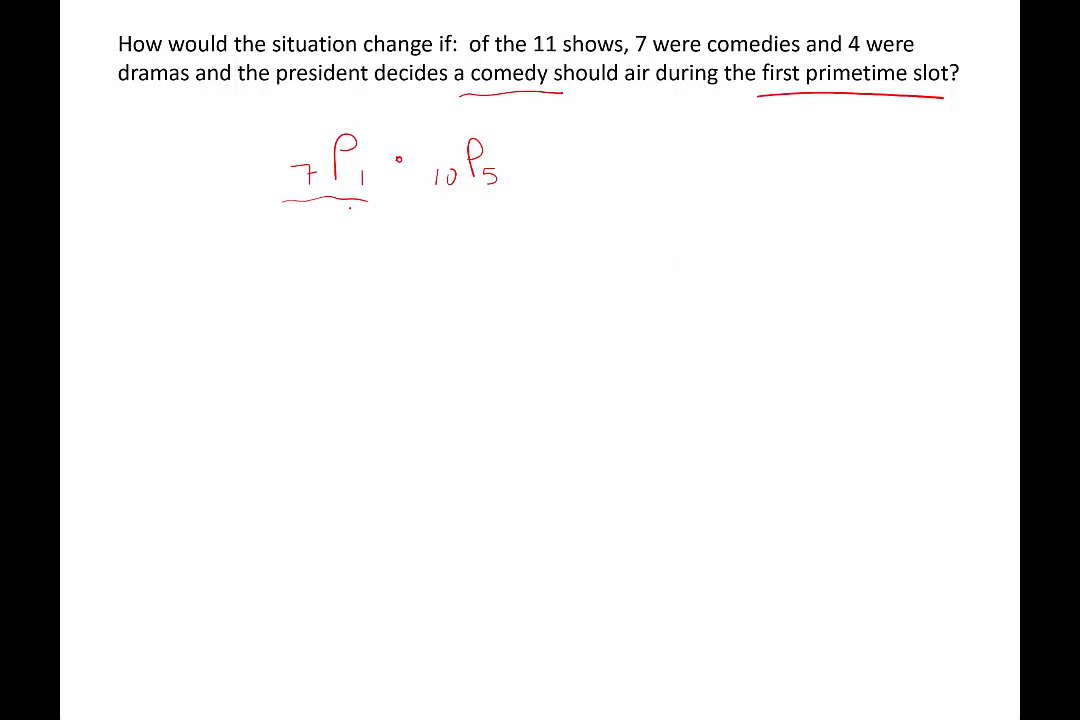 How would the situation change if:  of the 11 shows, 7 were comedies and 4 were
dramas and the president decides a comedy should air during the first primetime slot?
₇P₁ · ₁₀P₅